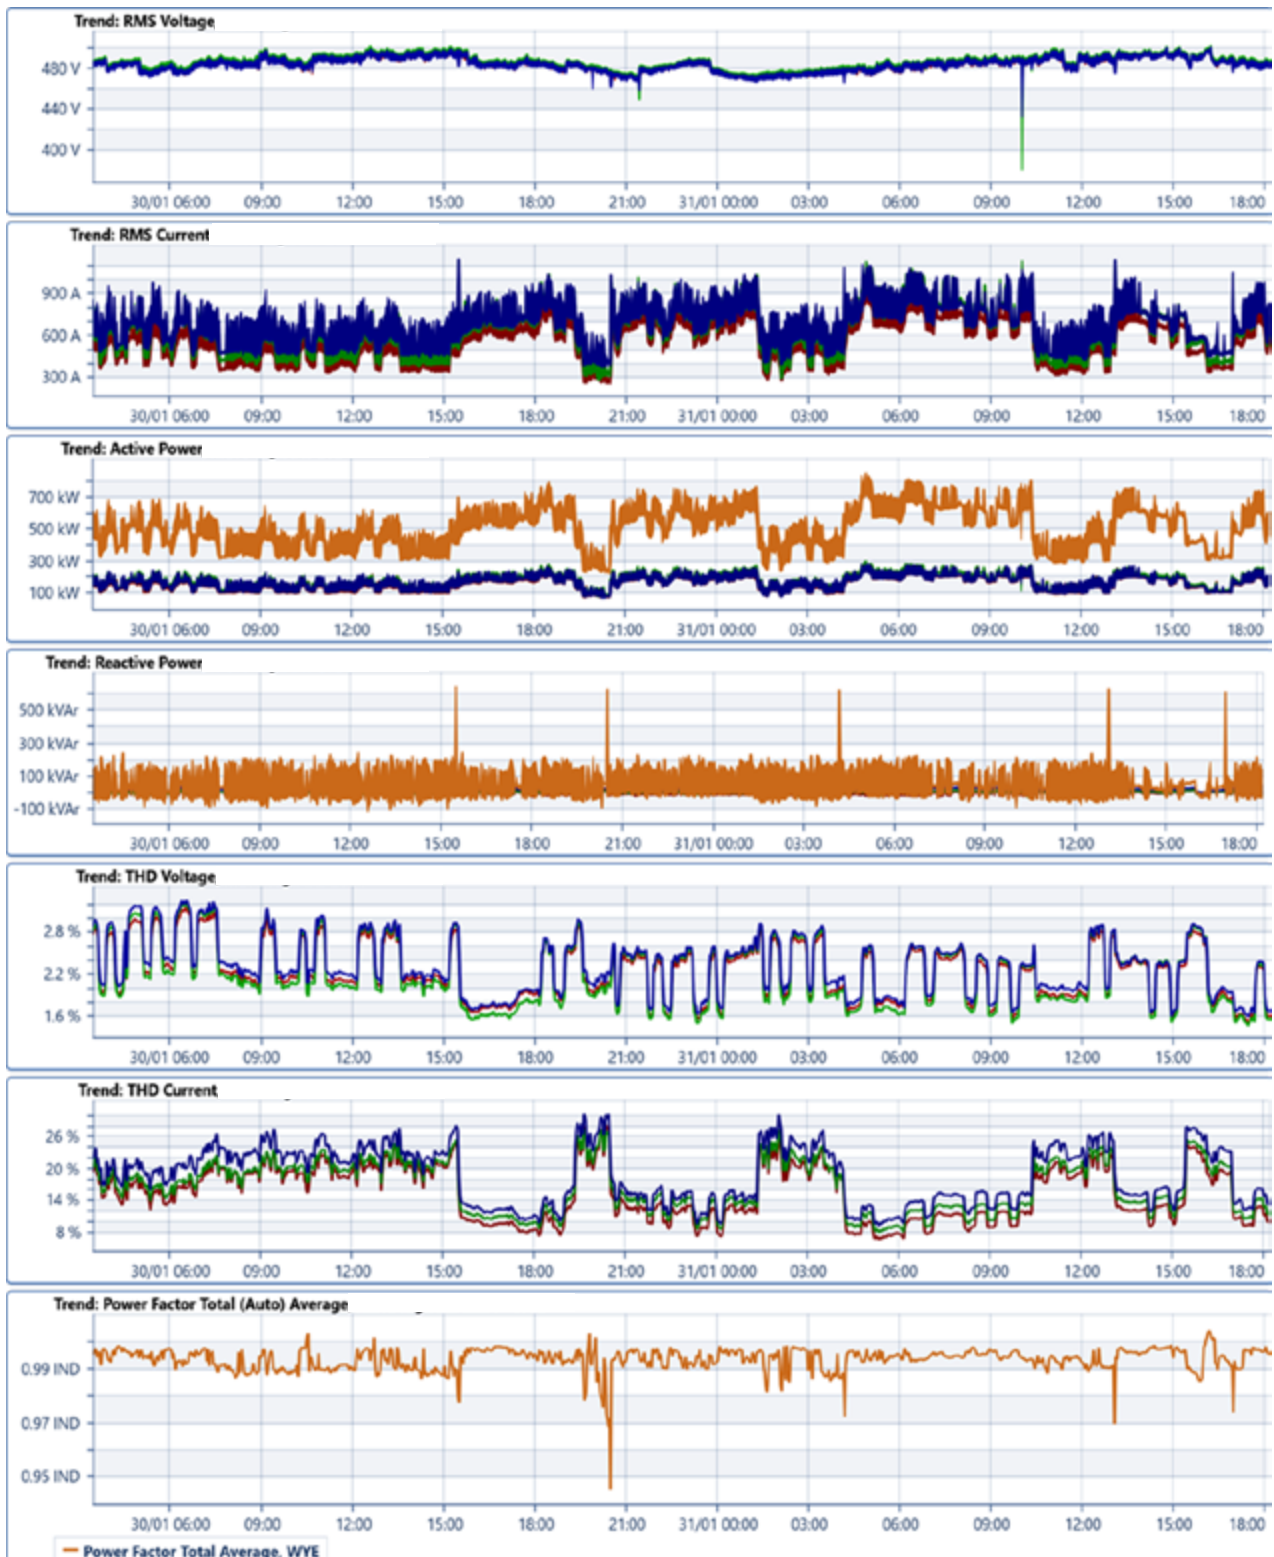 Trend: RMS Voltage
480 V
440 V
400 V
30/01 06:00 09:00 12:00 15:00 18:00 21:00 31/01 00:00 03:00 06:00 09:00 12:00 15:00 18:00
Trend: RMS Current
900 A
600 A
300 A
30/01 06:00 09:00 12:00 15:00 18:00 21:00 31/01 00:00 03:00 06:00 09:00 12:00 15:00 18:00
Trend: Active Power
700 kW
500 kW
300 kW
100 kW
30/01 06:00 09:00 12:00 15:00 18:00 21:00 31/01 00:00 03:00 06:00 09:00 12:00 15:00 18:00
Trend: Reactive Power
500 kVAr
300 kVAr
100 kVAr
-100 kVAr
30/01 06:00 09:00 12:00 15:00 18:00 21:00 31/01 00:00 03:00 06:00 09:00 12:00 15:00 18:00
Trend: THD Voltage
2.8 %
2.2 %
1.6 %
30/01 06:00 09:00 12:00 15:00 18:00 21:00 31/01 00:00 03:00 06:00 09:00 12:00 15:00 18:00
Trend: THD Current
26 %
20 %
14 %
8 %
30/01 06:00 09:00 12:00 15:00 18:00 21:00 31/01 00:00 03:00 06:00 09:00 12:00 15:00 18:00
Trend: Power Factor Total (Auto) Average
0.99 IND
0.97 IND
0.95 IND
30/01 06:00 09:00 12:00 15:00 18:00 21:00 31/01 00:00 03:00 06:00 09:00 12:00 15:00 18:00
Power Factor Total Average, WYE